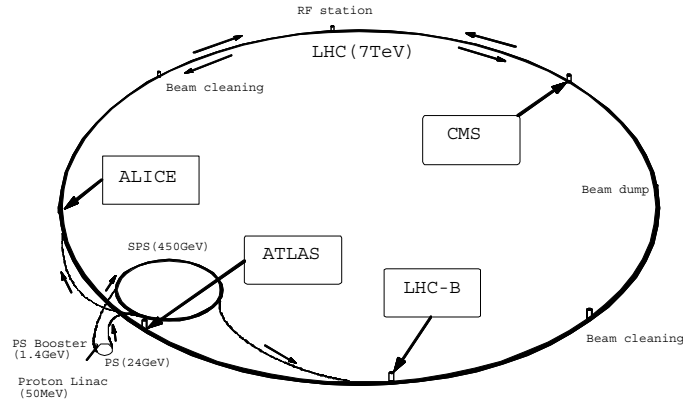 RF station
LHC(7TeV)
Beam cleaning
CMS
ALICE
Beam dump
SPS(450GeV)
ATLAS
LHC-B
Beam cleaning
PS Booster
(1.4GeV)
PS(24GeV)
Proton Linac
(50MeV)